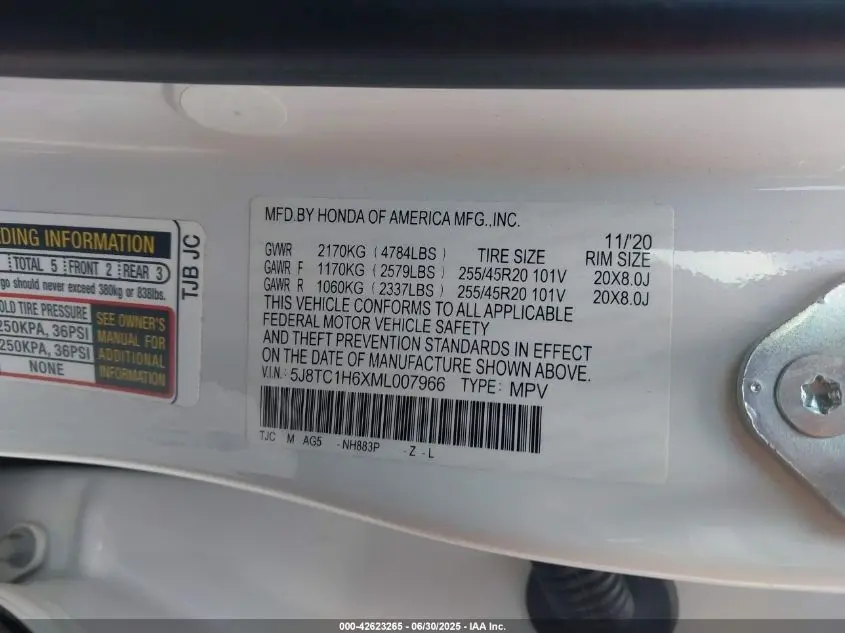 DING INFORMATION
TOTAL 5 FRONT 2 REAR 3
rgo should never exceed 380kg or 838lbs.
OLD TIRE PRESSURE
250KPA, 36PSI
250KPA, 36PSI
NONE
SEE OWNER'S
MANUAL FOR
ADDITIONAL
INFORMATION
TJB JC
MFD.BY HONDA OF AMERICA MFG.,INC.
11/'20
GVWR 2170KG (4784LBS) TIRE SIZE RIM SIZE
GAWR F 1170KG (2579LBS) 255/45R20 101V 20X8.0J
GAWR R 1060KG (2337LBS) 255/45R20 101V 20X8.0J
THIS VEHICLE CONFORMS TO ALL APPLICABLE
FEDERAL MOTOR VEHICLE SAFETY
AND THEFT PREVENTION STANDARDS IN EFFECT
ON THE DATE OF MANUFACTURE SHOWN ABOVE.
V.I.N.: 5J8TC1H6XML007966 TYPE: MPV
TJC M AG5 -NH883P -Z-L
000-42623265 - 06/30/2025 - IAA Inc.